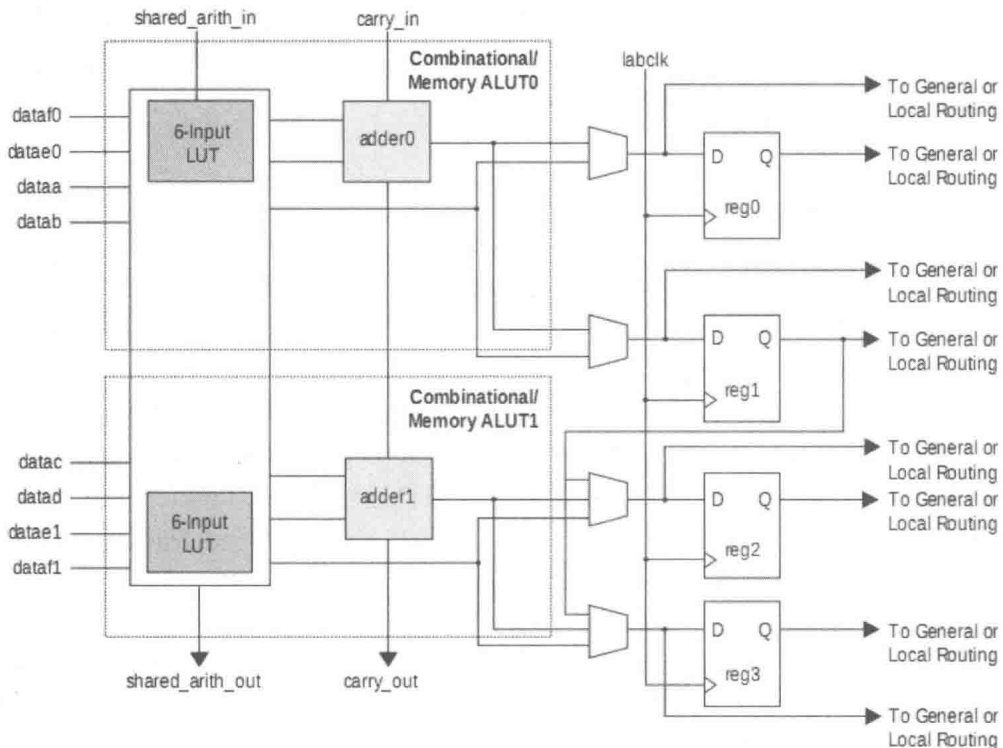 shared_arith_in
carry_in
Combinational/
Memory ALUT0
labclk
dataf0
datae0
dataa
datab
6-Input
LUT
adder0
To General or
Local Routing
D Q
reg0
To General or
Local Routing
To General or
Local Routing
D Q
reg1
To General or
Local Routing
Combinational/
Memory ALUT1
datac
datad
datae1
dataf1
6-Input
LUT
adder1
To General or
Local Routing
D Q
reg2
To General or
Local Routing
D Q
reg3
To General or
Local Routing
To General or
Local Routing
shared_arith_out
carry_out